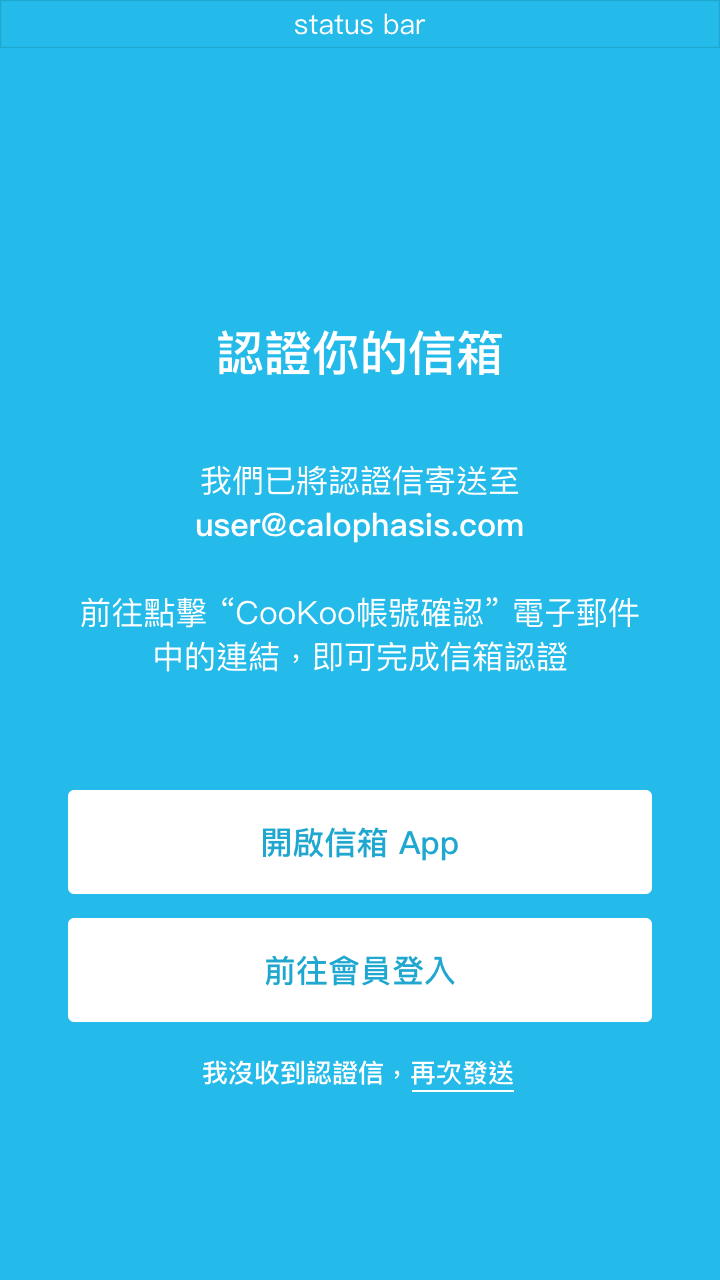 status bar
認證你的信箱
我們已將認證信寄送至
user@calophasis.com
前往點擊 “CooKoo帳號確認” 電子郵件
中的連結，即可完成信箱認證
開啟信箱 App
前往會員登入
我沒收到認證信，再次發送